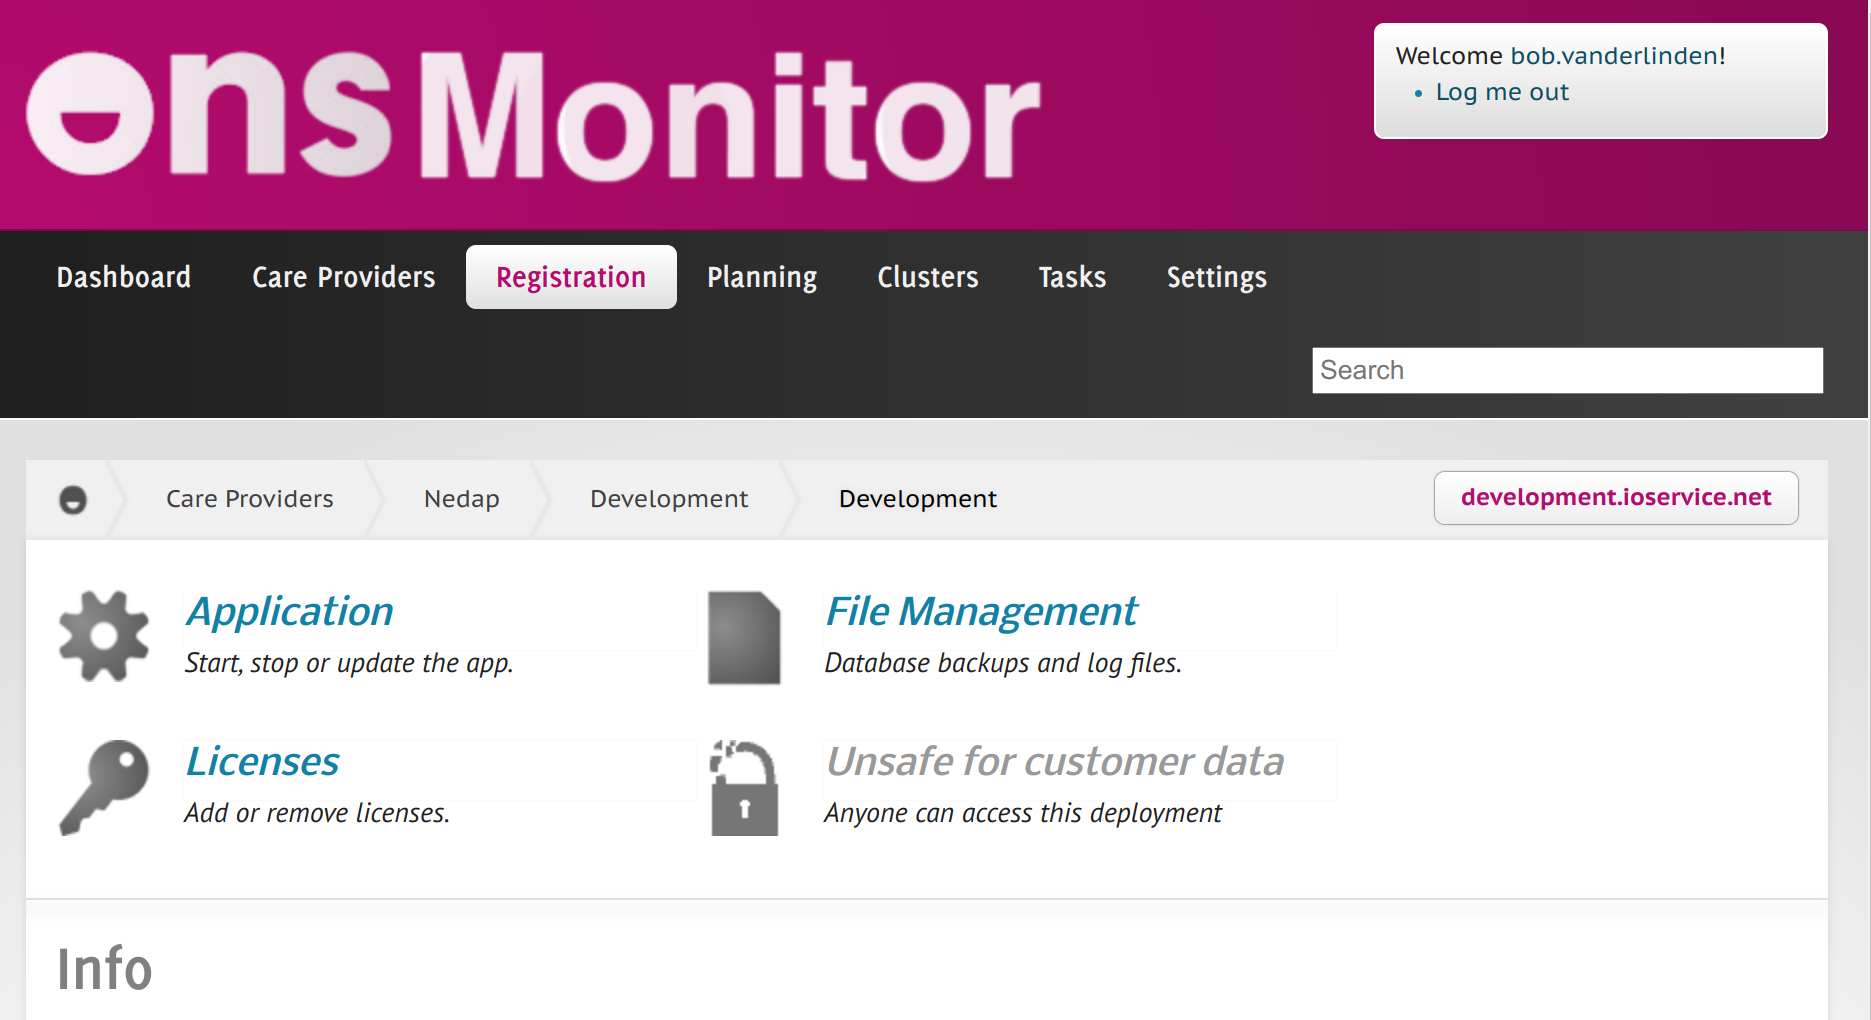 ons Monitor
Welcome bob.vanderlinden!
• Log me out
Dashboard Care Providers Registration Planning Clusters Tasks Settings
Search
Care Providers Nedap Development Development development.ioservice.net
Application
Start, stop or update the app.
File Management
Database backups and log files.
Licenses
Add or remove licenses.
Unsafe for customer data
Anyone can access this deployment
Info